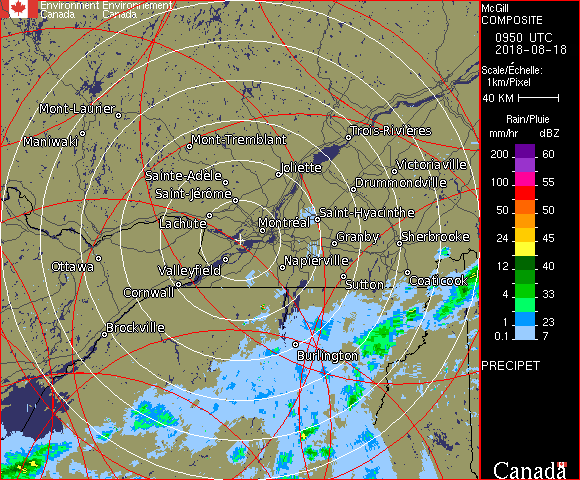 Environment Environnement
Canada Canada
Mont-Laurier
Maniwaki
Mont-Tremblant
Trois-Rivières
Sainte-Adèle
Joliette
Victoriaville
Saint-Jérôme
Drummondville
Lachute
Montréal
Saint-Hyacinthe
Granby
Sherbrooke
Ottawa
Valleyfield
Napierville
Cornwall
Sutton
Coaticook
Brockville
Burlington
McGill
COMPOSITE
0950 UTC
2018-08-18
Scale/Échelle:
1km/Pixel
40 KM
Rain/Pluie
mm/hr dBZ
200 60
57
100 55
50 50
24 45
12 40
4 33
1 23
0.1 7
PRECIPET
Canada